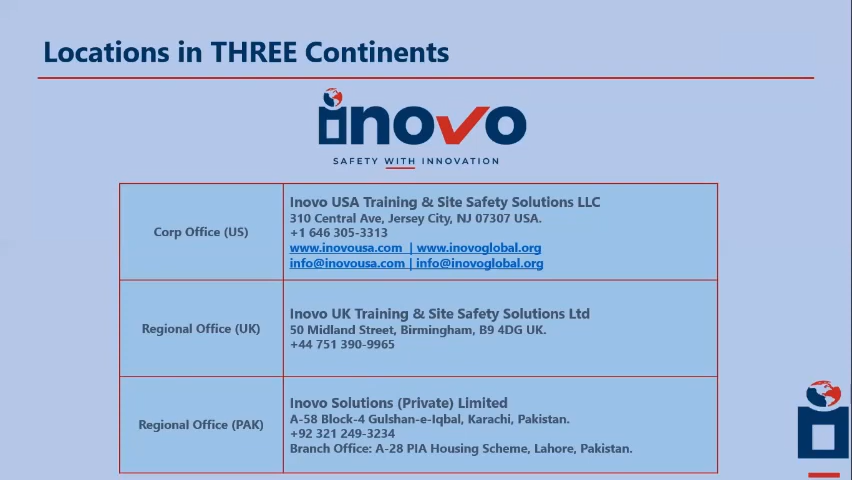 Locations in THREE Continents
inovo
SAFETY WITH INNOVATION
Corp Office (US)
Inovo USA Training & Site Safety Solutions LLC
310 Central Ave, Jersey City, NJ 07307 USA.
+1 646 305-3313
www.inovousa.com | www.inovoglobal.org
info@inovousa.com | info@inovoglobal.org
Regional Office (UK)
Inovo UK Training & Site Safety Solutions Ltd
50 Midland Street, Birmingham, B9 4DG UK.
+44 751 390-9965
Regional Office (PAK)
Inovo Solutions (Private) Limited
A-58 Block-4 Gulshan-e-Iqbal, Karachi, Pakistan.
+92 321 249-3234
Branch Office: A-28 PIA Housing Scheme, Lahore, Pakistan.